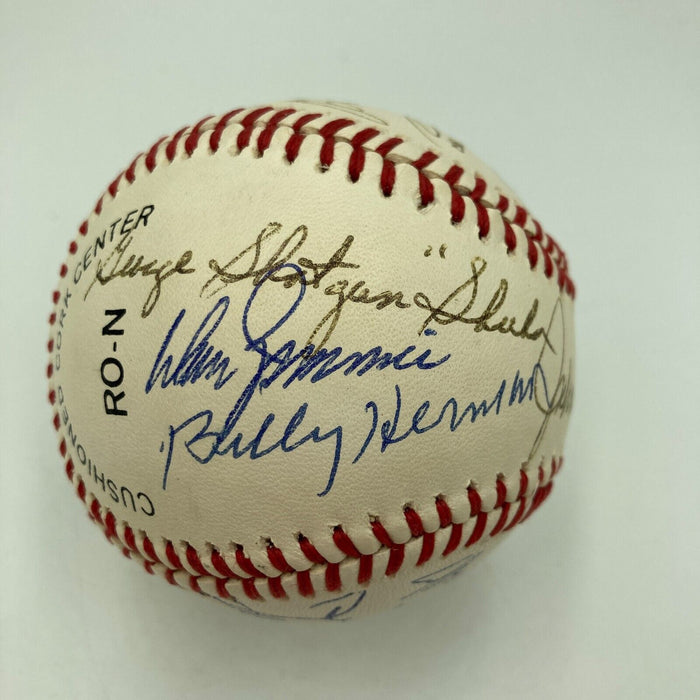 CUSHIONED CORK CENTER
RO-N
George Shotgun" Shuba
Don Zimmer
Billy Herman